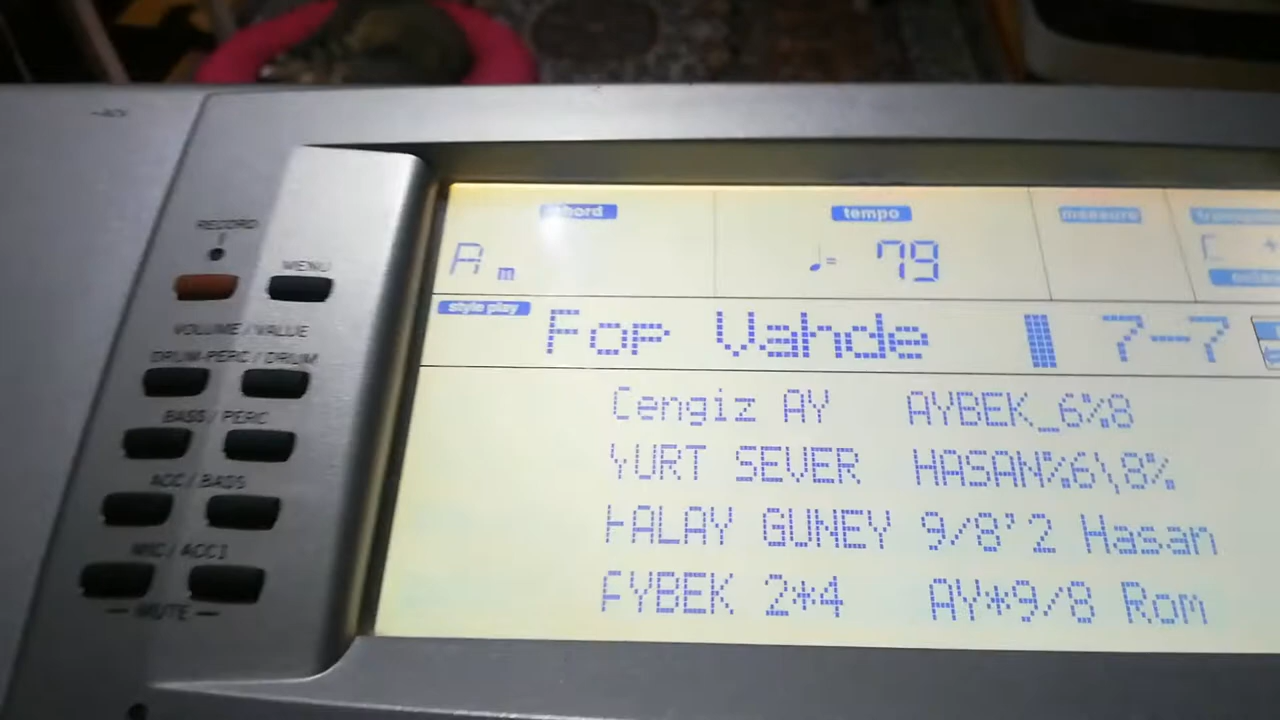 RECORD
MENU
VOLUME / VALUE
DRUM-PERC / DRUM
BASS / PERC
ACC / BASS
MIC / ACC1
— MUTE —
chord tempo measure
Am ♩= 79
style play Fop Vahde 7-7
Cengiz AY AYBEK_6%8
YURT SEVER HASAN%6\8%
HALAY GUNEY 9/8'2 Hasan
FYBEK 2*4 AY*9/8 Rom